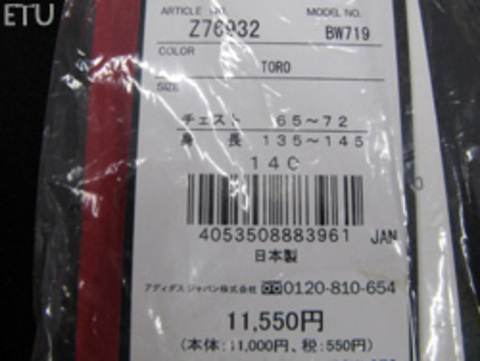 ETU
ARTICLE NO.
MODEL NO.
Z76932
BW719
COLOR
TORO
SIZE
チェスト 65~72
身長 135~145
140
4053508883961 JAN
日本製
アディダス ジャパン株式会社 0120-810-654
11,550円
(本体:11,000円、税:550円)